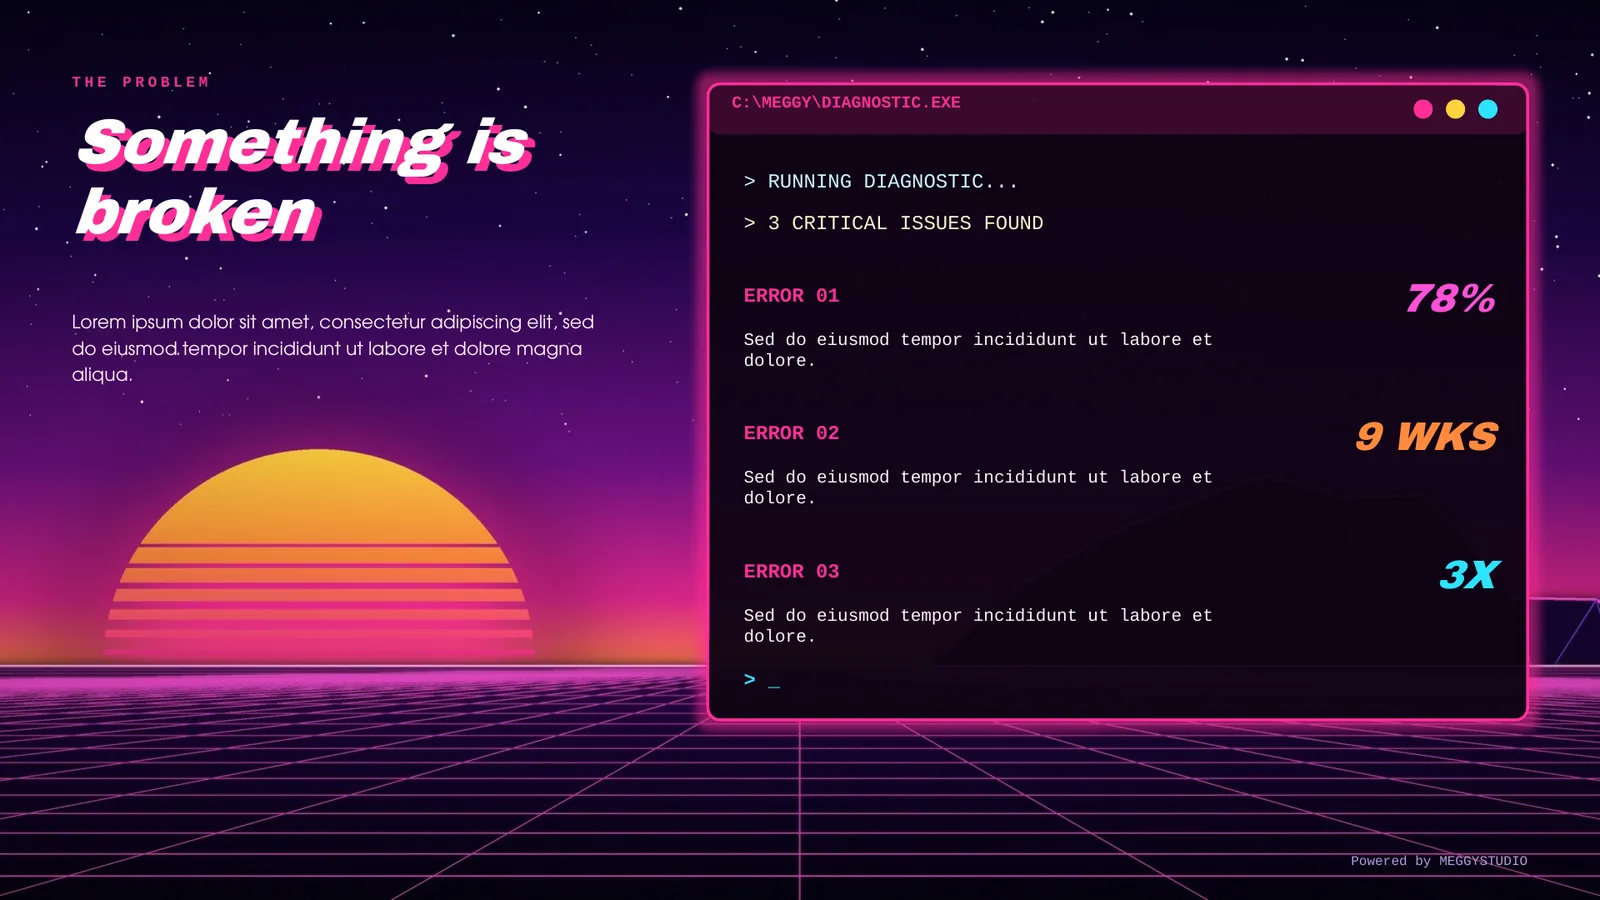 THE PROBLEM
Something is
broken
Lorem ipsum dolor sit amet, consectetur adipiscing elit, sed
do eiusmod tempor incididunt ut labore et dolore magna
aliqua.
C:\MEGGY\DIAGNOSTIC.EXE
> RUNNING DIAGNOSTIC...
> 3 CRITICAL ISSUES FOUND
ERROR 01
78%
Sed do eiusmod tempor incididunt ut labore et
dolore.
ERROR 02
9 WKS
Sed do eiusmod tempor incididunt ut labore et
dolore.
ERROR 03
3X
Sed do eiusmod tempor incididunt ut labore et
dolore.
> _
Powered by MEGGYSTUDIO